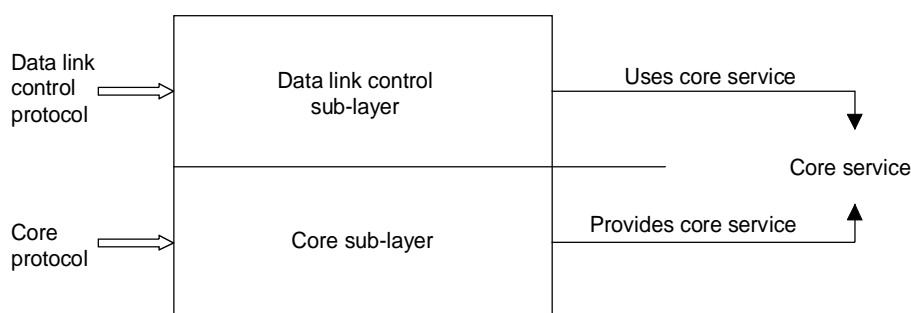 Data link
control
protocol
Data link control
sub-layer
Uses core service
Core service
Core
protocol
Core sub-layer
Provides core service